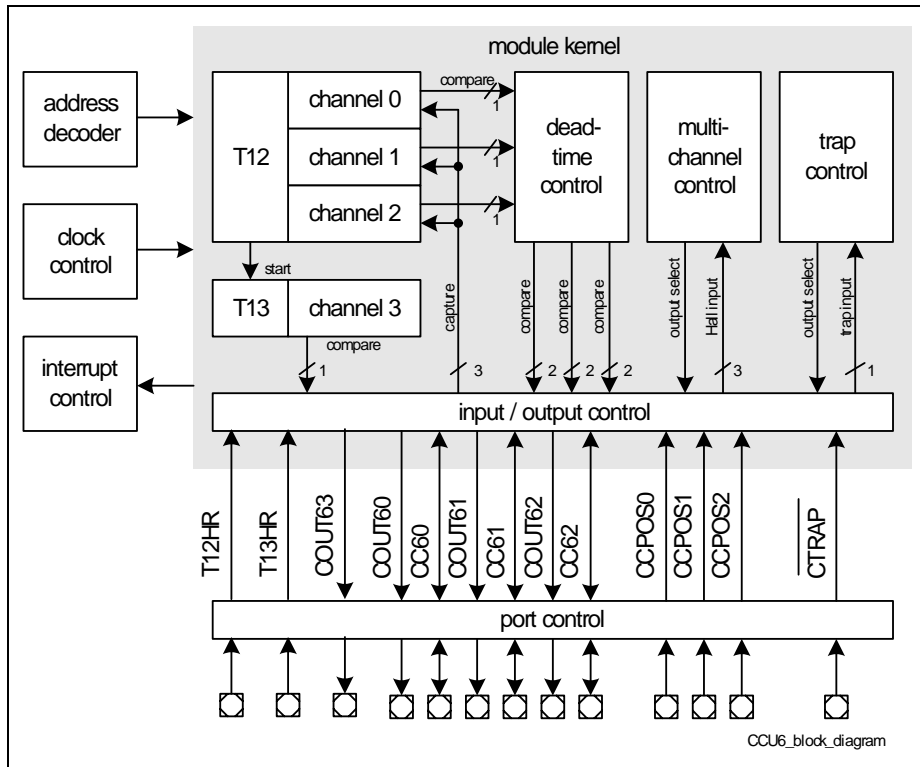 module kernel
address
decoder
clock
control
interrupt
control
T12
channel 0
channel 1
channel 2
compare
1
1
1
dead-
time
control
multi-
channel
control
trap
control
start
T13
channel 3
compare
1
capture
3
compare
2
compare
2
compare
2
output select
Hall input
3
output select
trap input
1
input / output control
T12HR
T13HR
COUT63
COUT60
CC60
COUT61
CC61
COUT62
CC62
CCPOS0
CCPOS1
CCPOS2
CTRAP
port control
CCU6_block_diagram